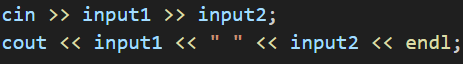 cin >> input1 >> input2;
cout << input1 << " " << input2 << endl;